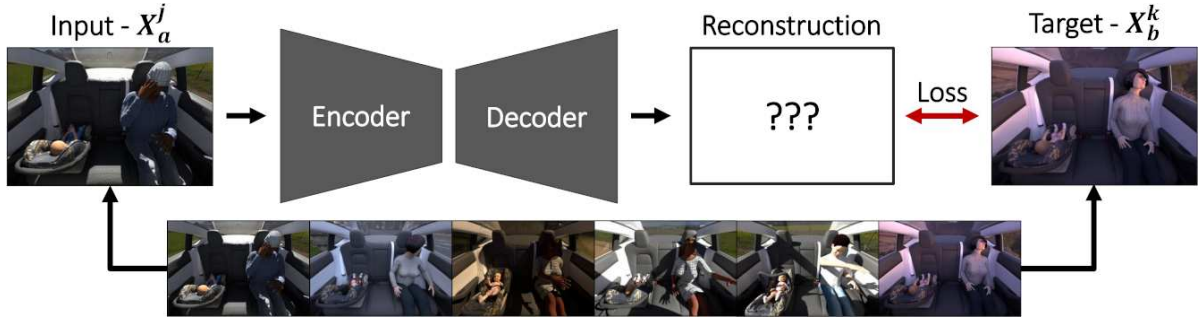 Input - X_a^j
Reconstruction
Target - X_b^k
Encoder
Decoder
???
Loss